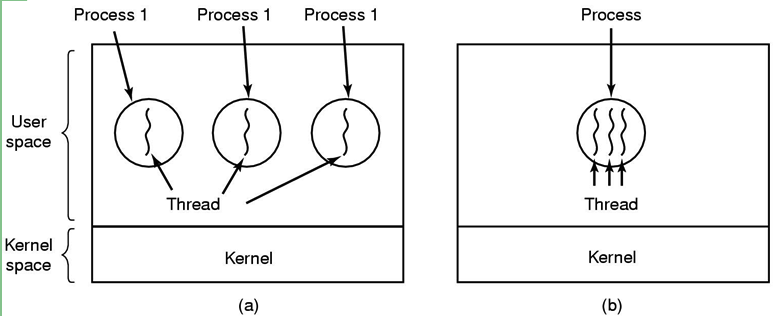 Process 1
Process 1
Process 1
Process
User
space
Thread
Thread
Kernel
space
Kernel
Kernel
(a)
(b)